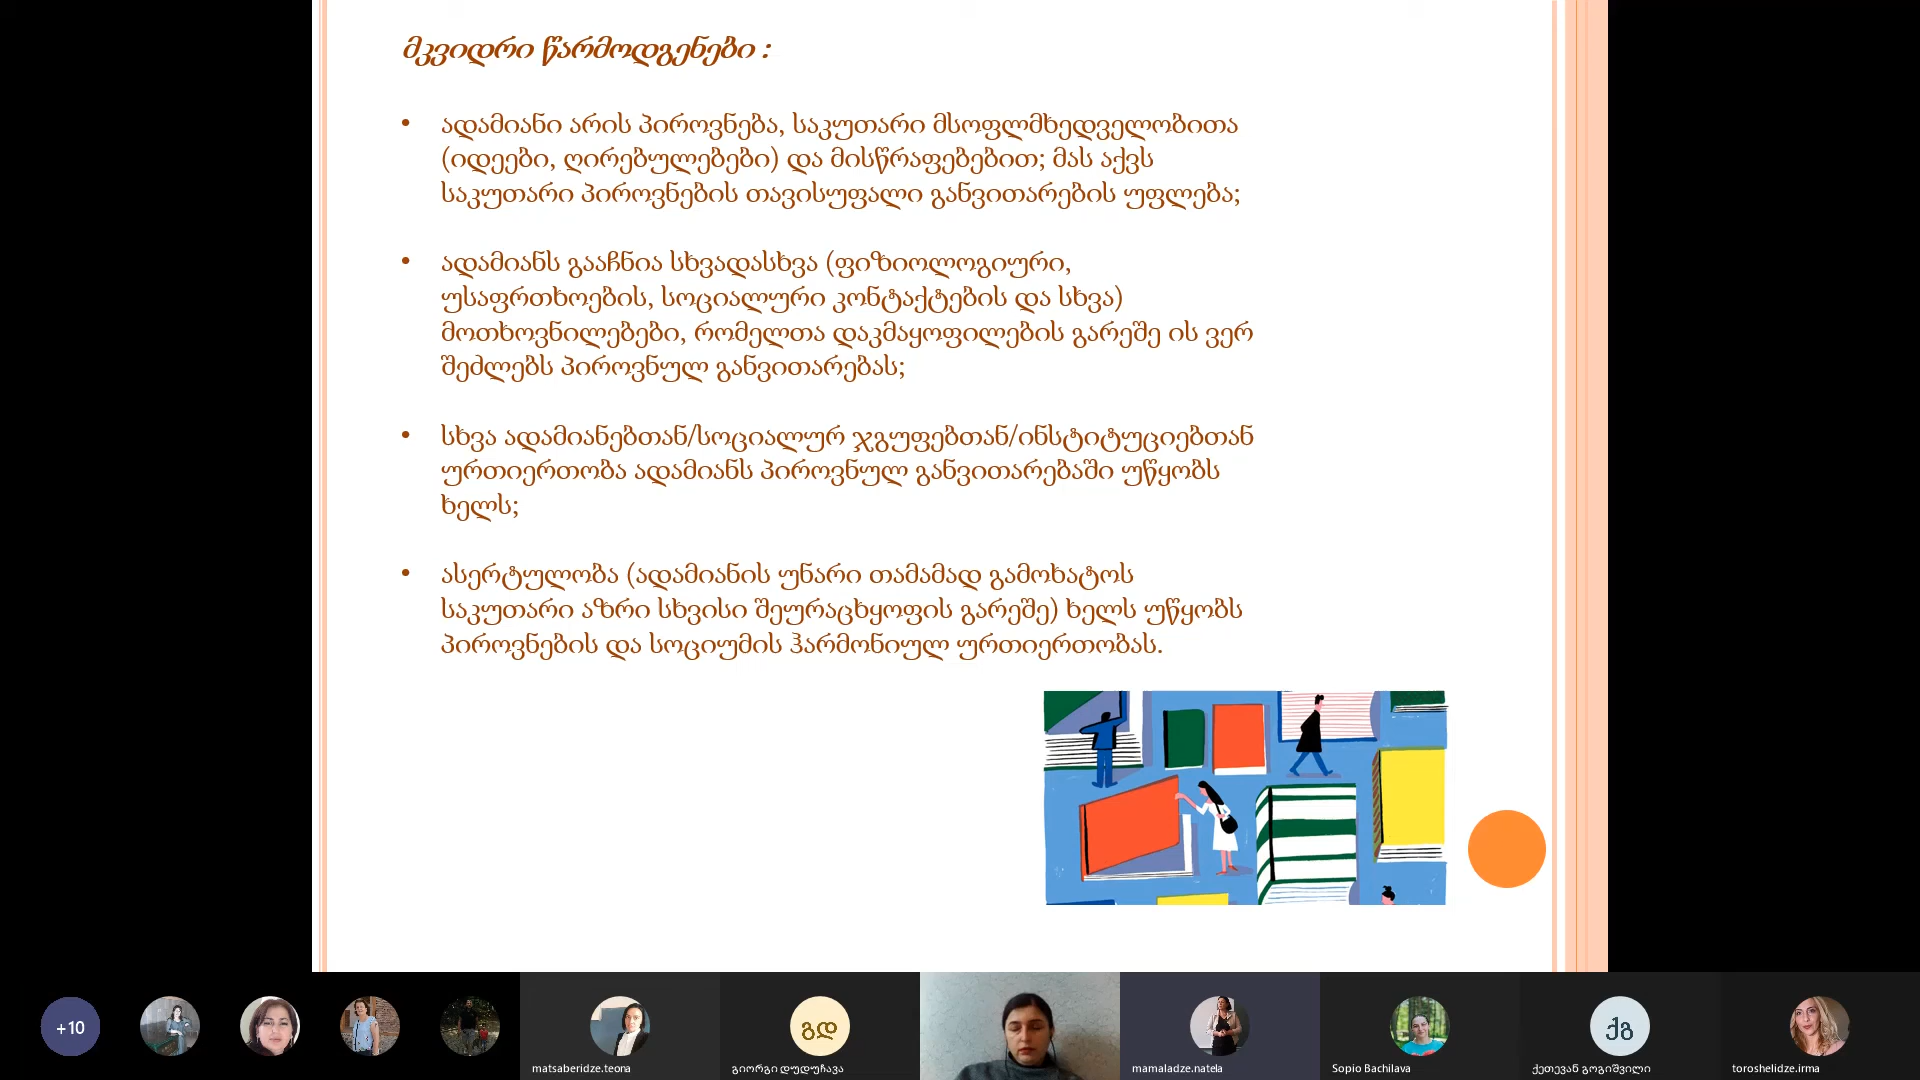 მკვიდრი წარმოდგენები :
• ადამიანი არის პიროვნება, საკუთარი მსოფლმხედველობითა
(იდეები, ღირებულებები) და მისწრაფებებით; მას აქვს
საკუთარი პიროვნების თავისუფალი განვითარების უფლება;
• ადამიანს გააჩნია სხვადასხვა (ფიზიოლოგიური,
უსაფრთხოების, სოციალური კონტაქტების და სხვა)
მოთხოვნილებები, რომელთა დაკმაყოფილების გარეშე ის ვერ
შეძლებს პიროვნულ განვითარებას;
• სხვა ადამიანებთან/სოციალურ ჯგუფებთან/ინსტიტუციებთან
ურთიერთობა ადამიანს პიროვნულ განვითარებაში უწყობს
ხელს;
• ასერტულობა (ადამიანის უნარი თამამად გამოხატოს
საკუთარი აზრი სხვისი შეურაცხყოფის გარეშე) ხელს უწყობს
პიროვნების და სოციუმის ჰარმონიულ ურთიერთობას.
+10
გდ
ქგ
matsaberidze.teona
გიორგი დუდუჩავა
mamaladze.natela
Sopio Bachilava
ქეთევან გოგიშვილი
toroshelidze.irma